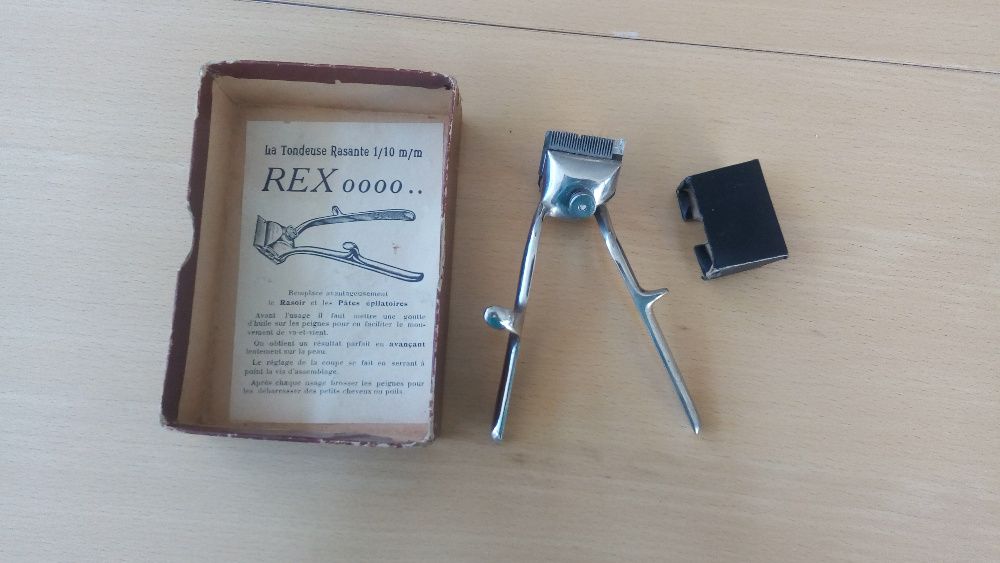 La Tondeuse Rasante 1/10 m/m
REX oooo..
Remplace avantageusement
le Rasoir et les Pâtes épilatoires
Avant l'usage il faut mettre une goutte
d'huile sur les peignes pour en faciliter le mou-
vement de va-et-vient.
On obtient un résultat parfait en avançant
lentement sur la peau.
Le réglage de la coupe se fait en serrant à
point la vis d'assemblage.
Après chaque usage brosser les peignes pour
les débarrasser des petits cheveux ou poils.